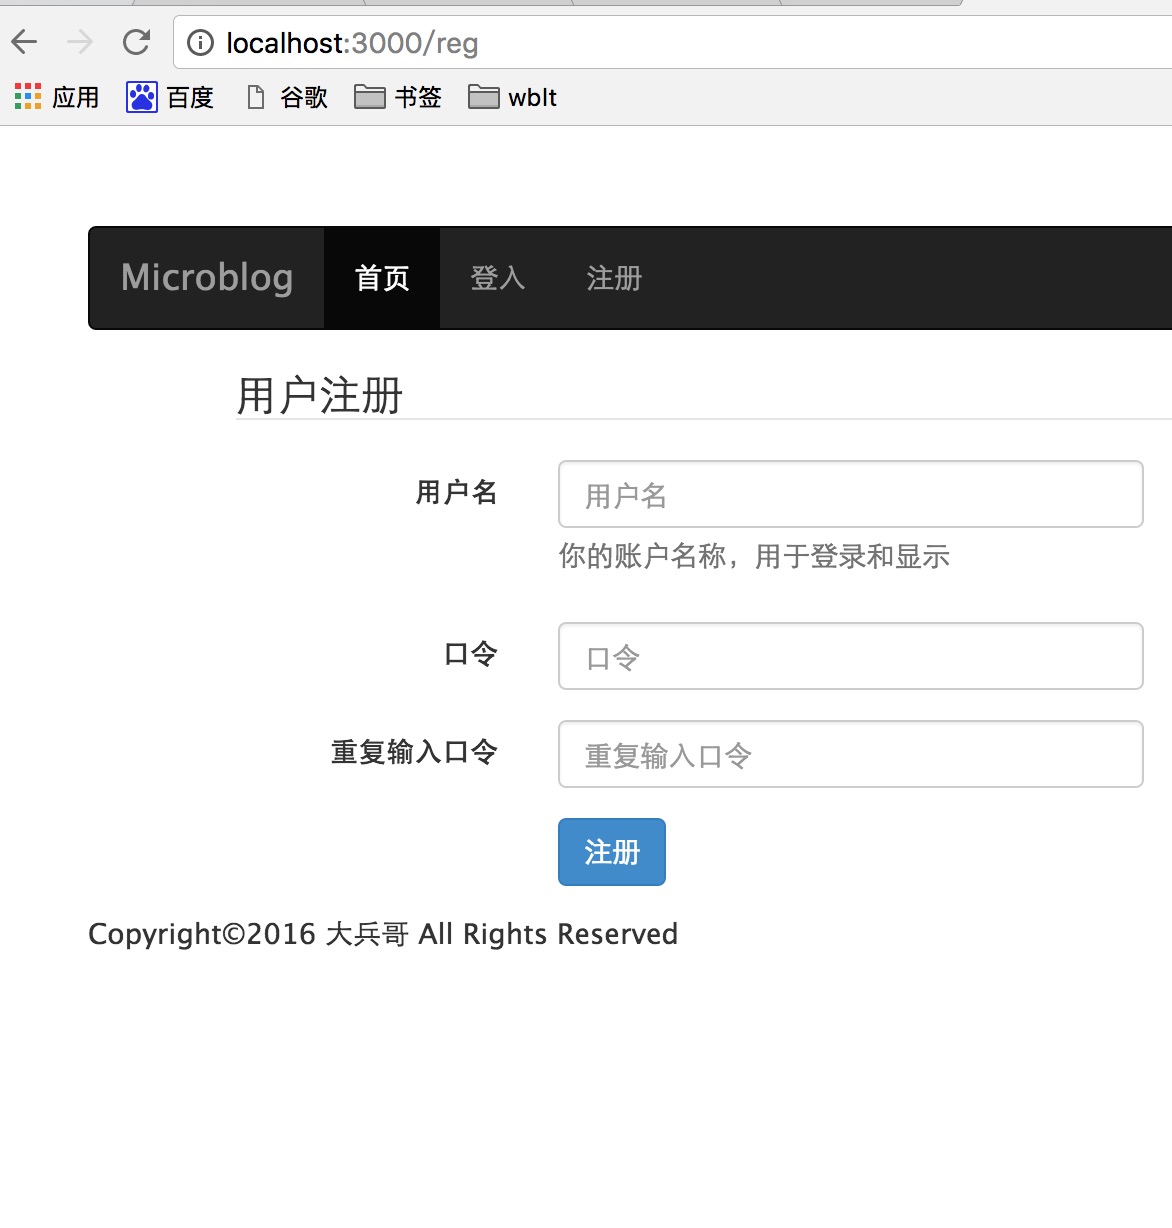 localhost:3000/reg
应用 百度 谷歌 书签 wblt
Microblog 首页 登入 注册
用户注册
用户名 用户名
你的账户名称，用于登录和显示
口令 口令
重复输入口令 重复输入口令
注册
Copyright©2016 大兵哥 All Rights Reserved